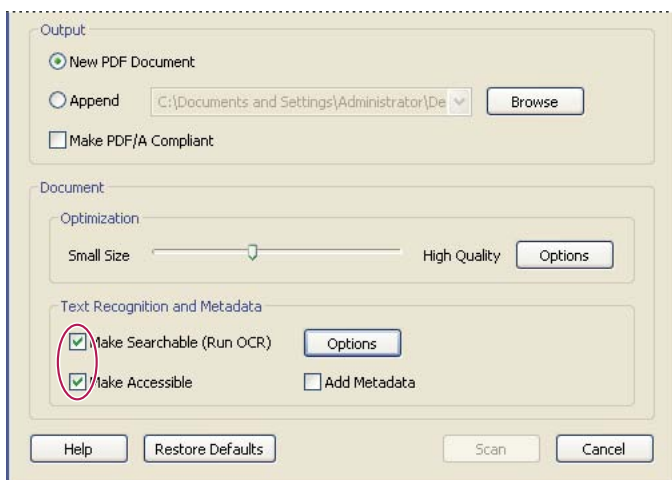 Output
New PDF Document
Append C:\Documents and Settings\Administrator\De Browse
Make PDF/A Compliant
Document
Optimization
Small Size High Quality Options
Text Recognition and Metadata
Make Searchable (Run OCR) Options
Make Accessible Add Metadata
Help Restore Defaults Scan Cancel